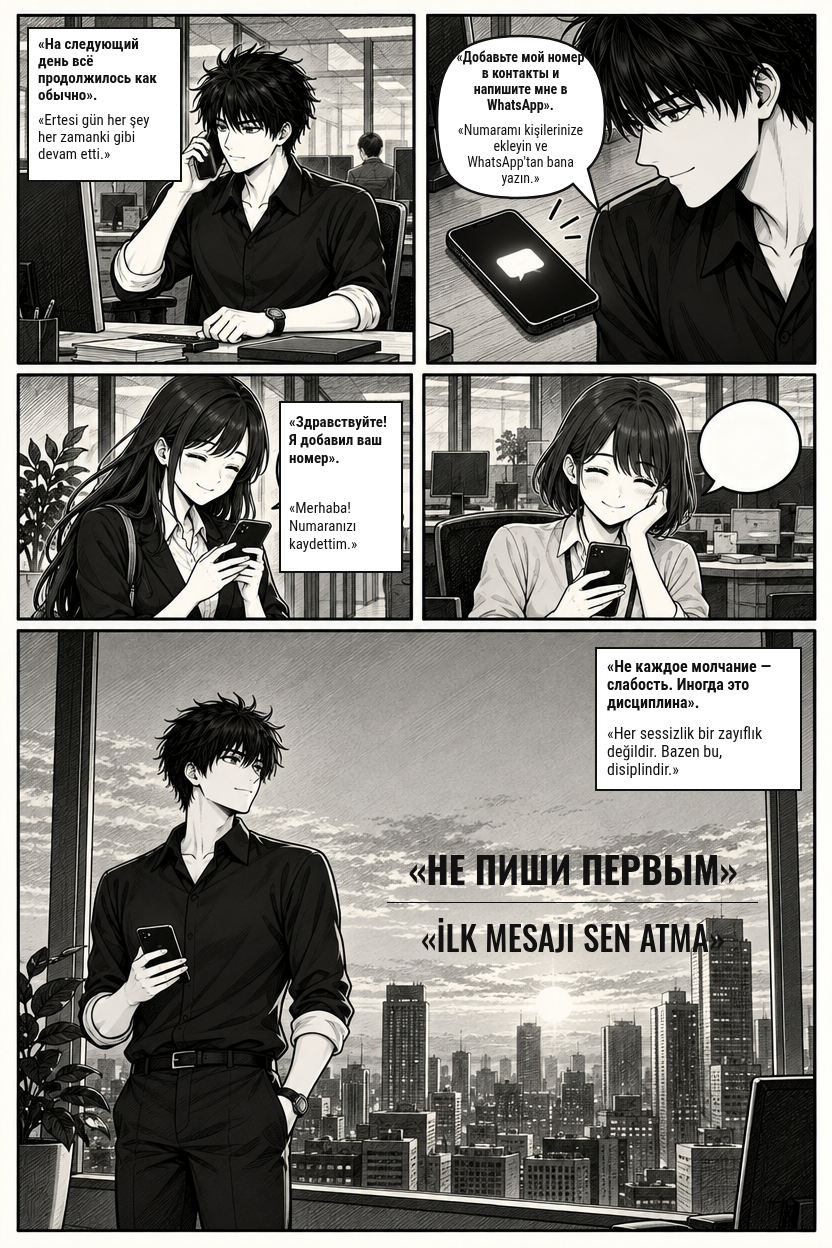 «На следующий
день всё
продолжилось как
обычно».
«Ertesi gün her şey
her zamanki gibi
devam etti.»
«Добавьте мой номер
в контакты и
напишите мне в
WhatsApp».
«Numaramı kişilerinize
ekleyin ve
WhatsApp'tan bana
yazın.»
«Здравствуйте!
Я добавил ваш
номер».
«Merhaba!
Numaranızı
kaydettim.»
«Не каждое молчание —
слабость. Иногда это
дисциплина».
«Her sessizlik bir zayıflık
değildir. Bazen bu,
disiplindir.»
«НЕ ПИШИ ПЕРВЫМ»
«İLK MESAJI SEN ATMA»